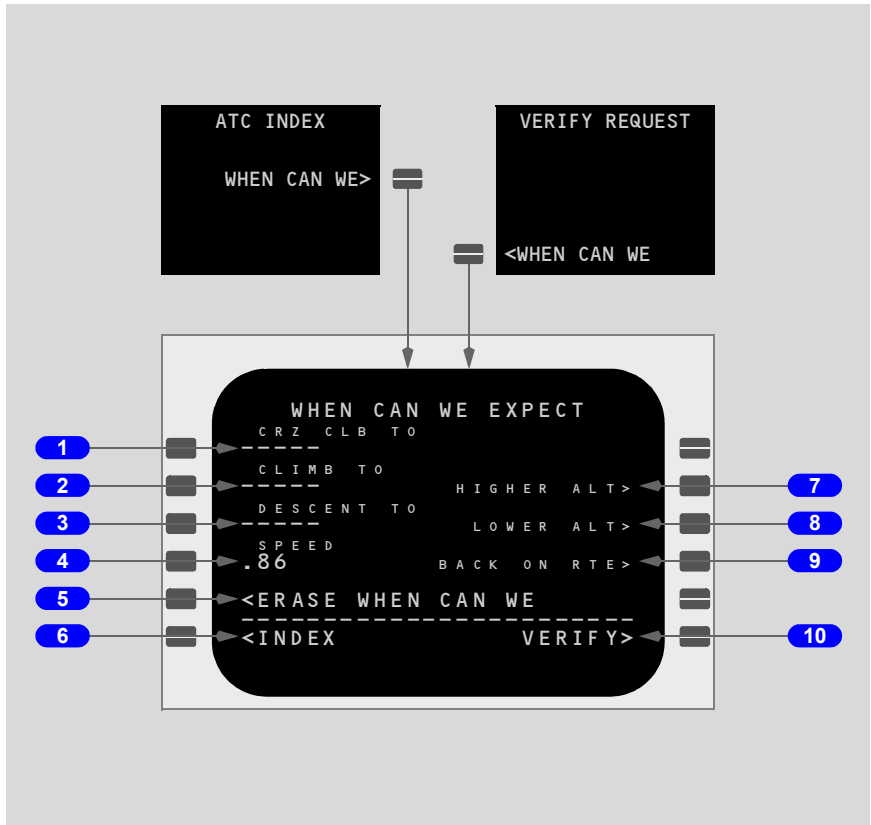 ATC INDEX
WHEN CAN WE>
VERIFY REQUEST
<WHEN CAN WE
WHEN CAN WE EXPECT
CRZ CLB TO
1 -----
CLIMB TO
2 -----
HIGHER ALT> 7
DESCENT TO
3 -----
LOWER ALT> 8
SPEED
4 .86
BACK ON RTE> 9
5 <ERASE WHEN CAN WE
-----------------------
6 <INDEX VERIFY> 10